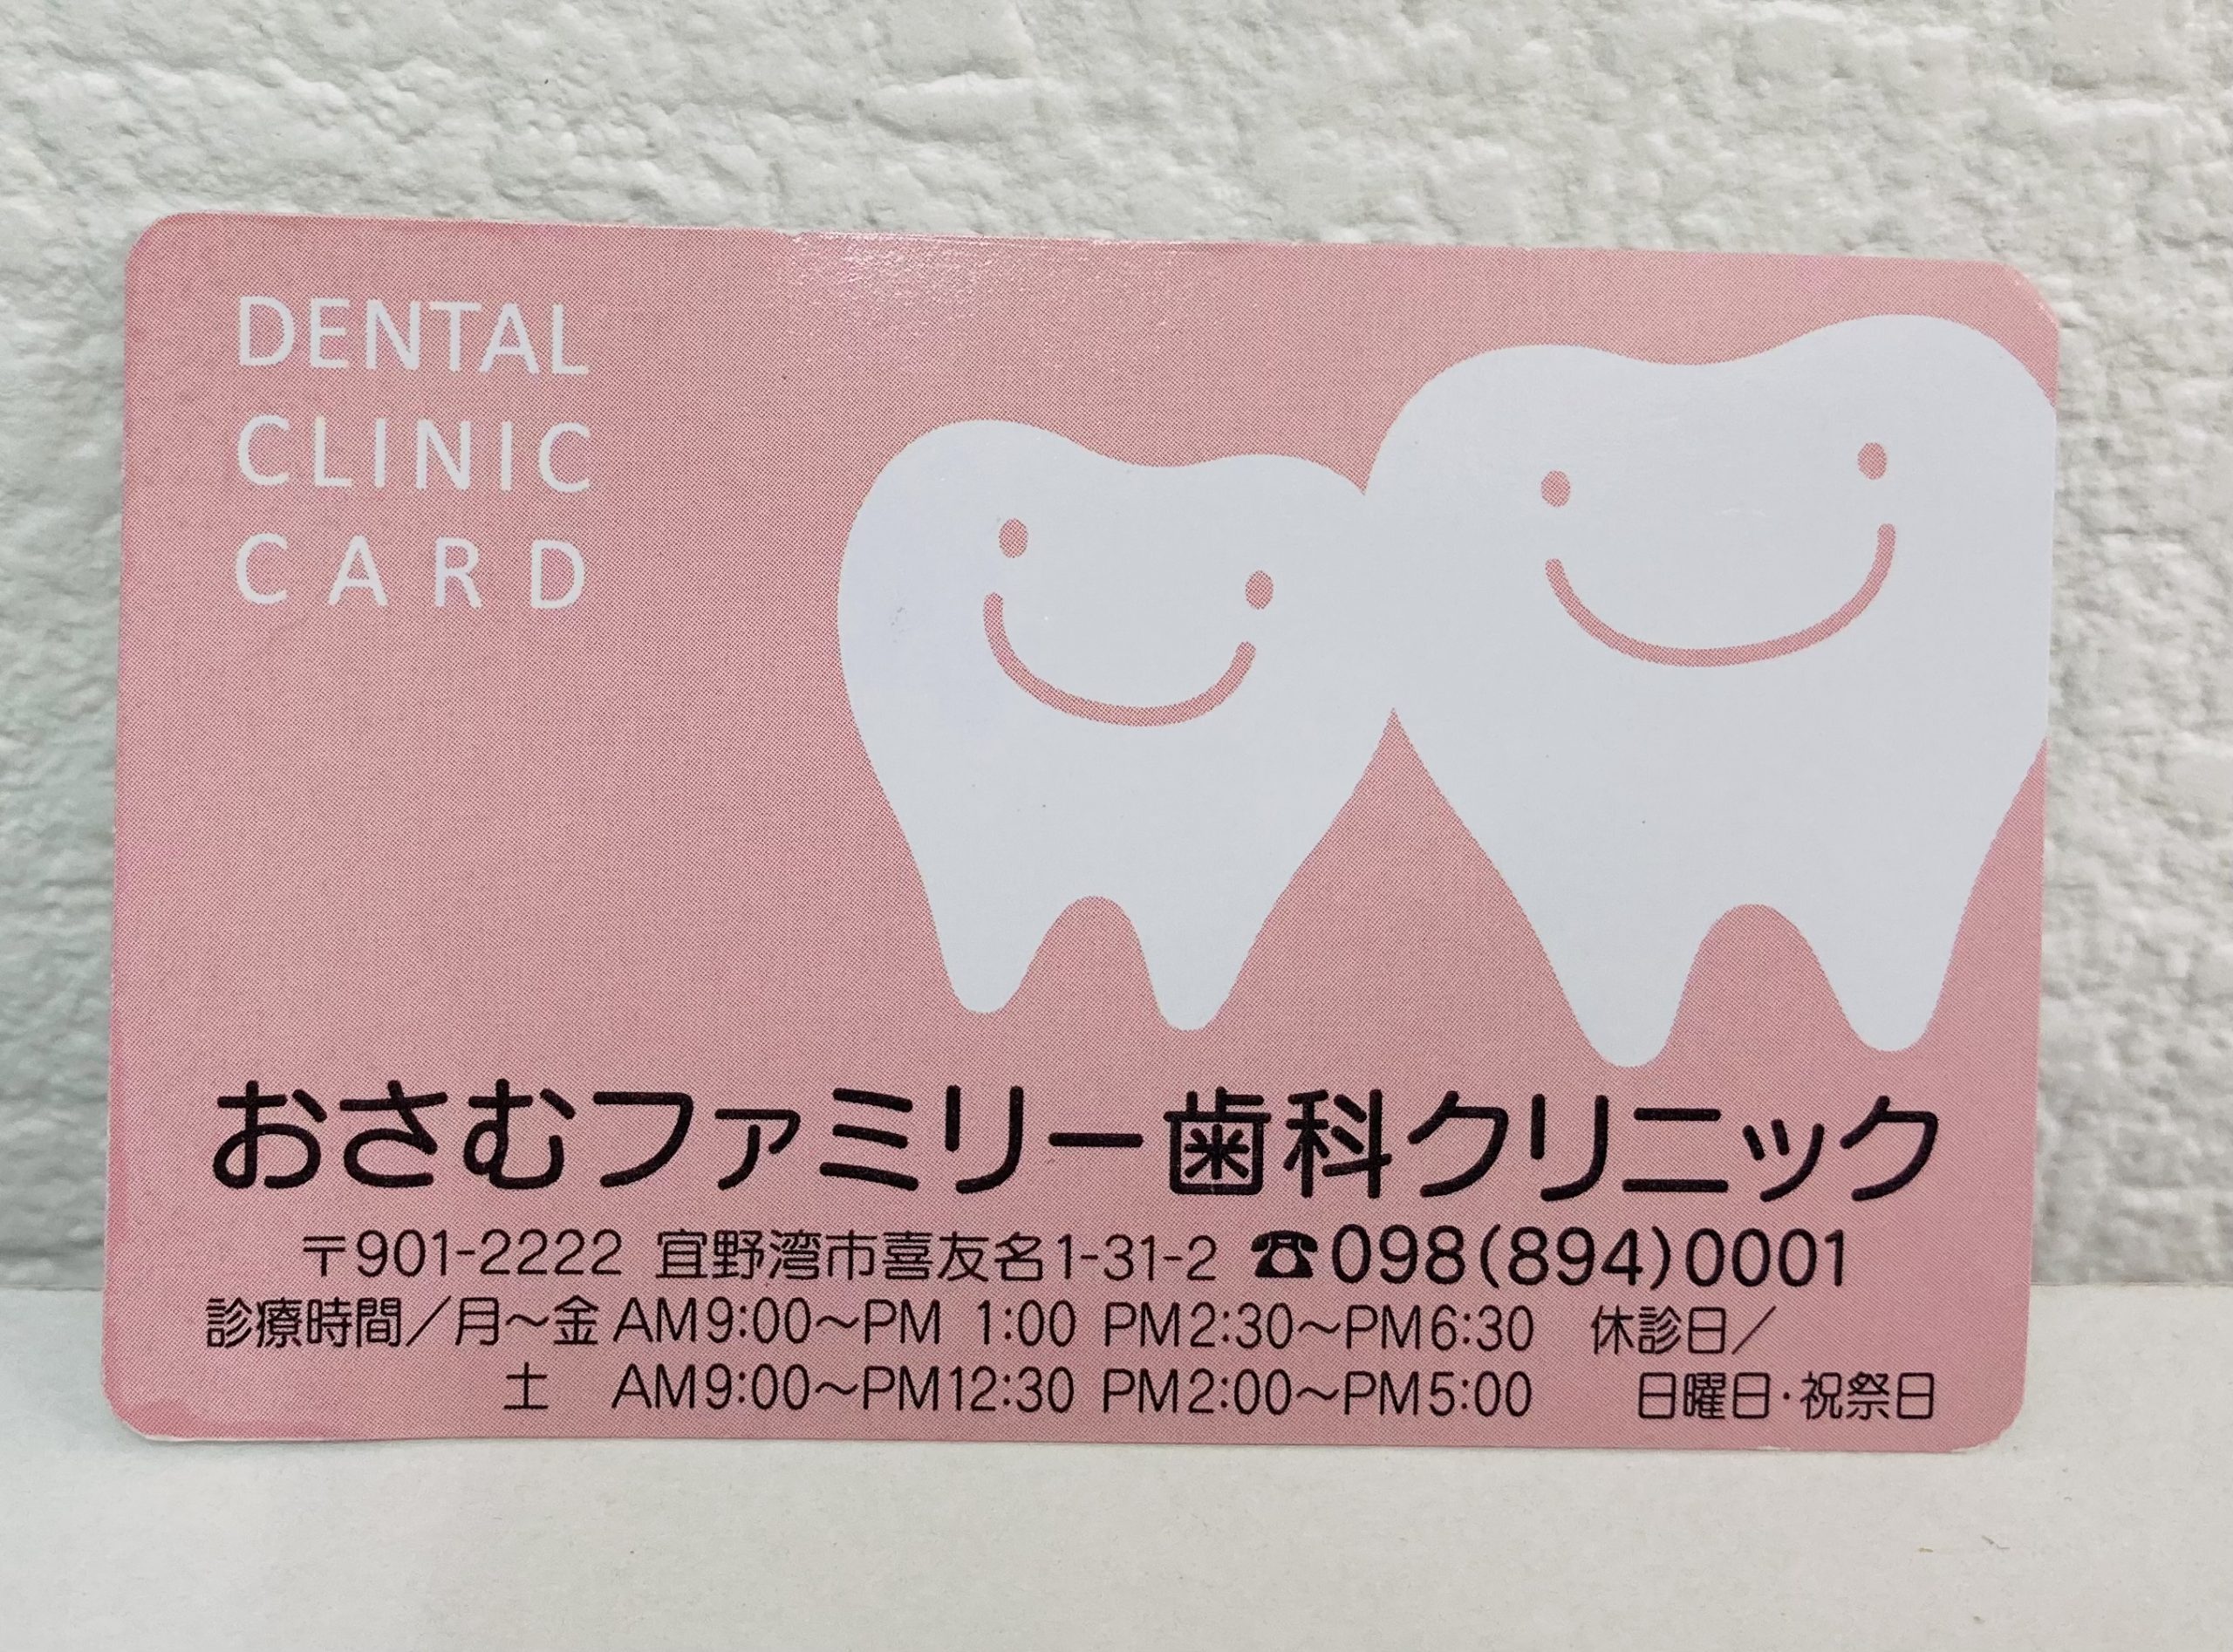 DENTAL
CLINIC
CARD
おさむファミリー歯科クリニック
〒901-2222 宜野湾市喜友名1-31-2 ☎098(894)0001
診療時間／月～金 AM9:00～PM 1:00 PM2:30～PM6:30 休診日／
土 AM9:00～PM12:30 PM2:00～PM5:00 日曜日·祝祭日